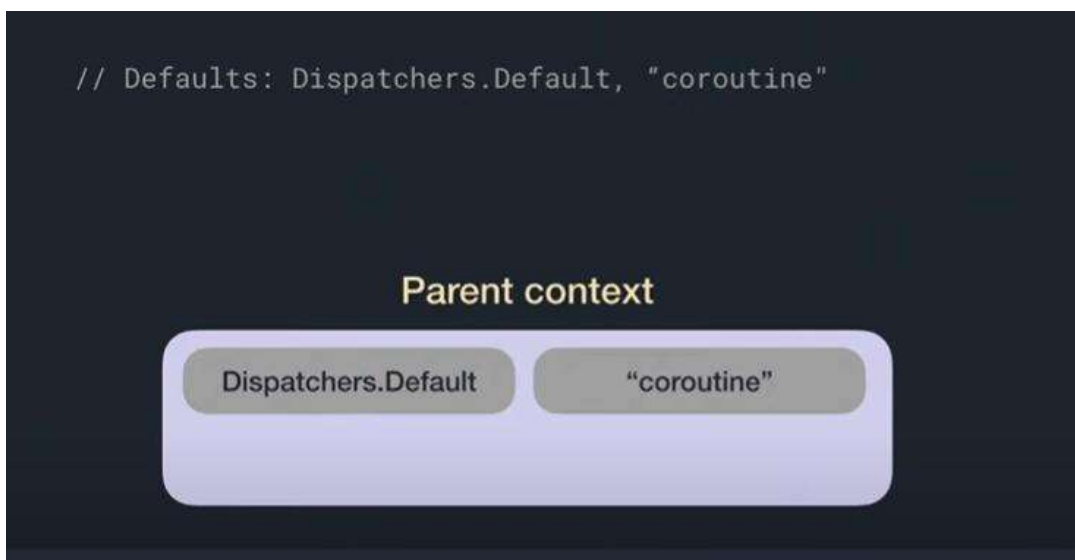 // Defaults: Dispatchers.Default, “coroutine"
Parent context
Dispatchers.Default “coroutine”